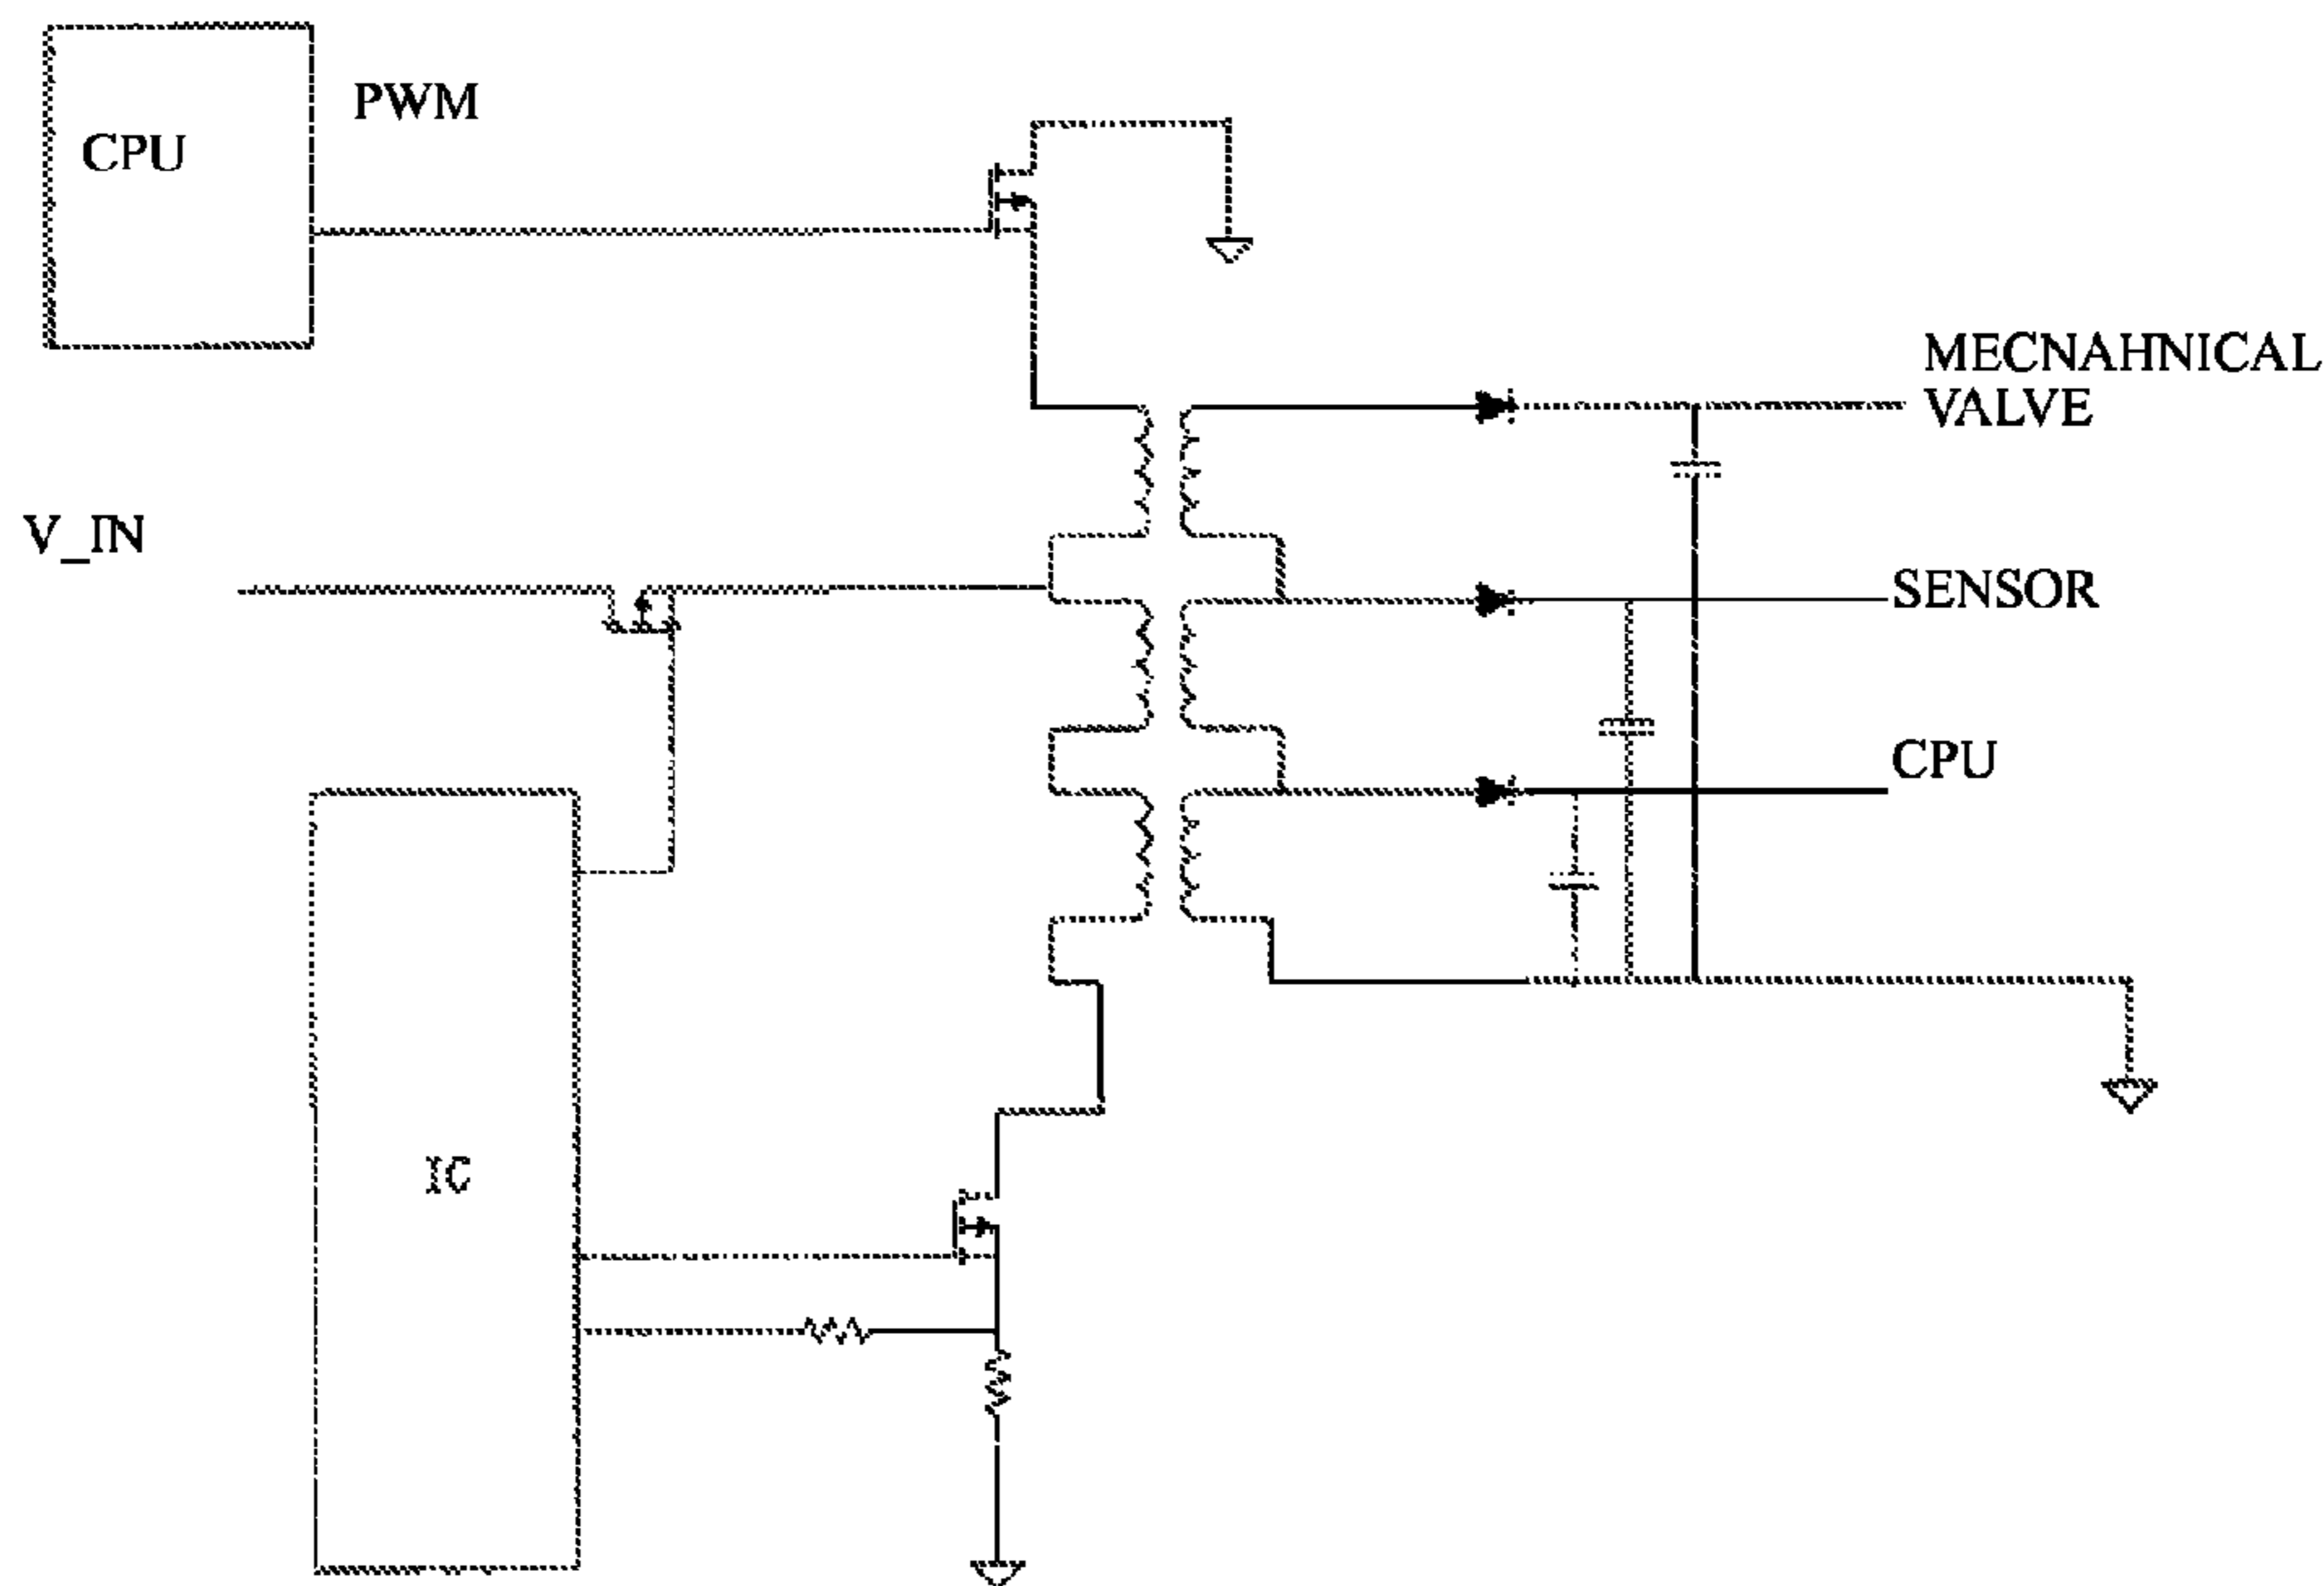 PWM
CPU
MECNAHNICAL
VALVE
V_IN
SENSOR
CPU
IC